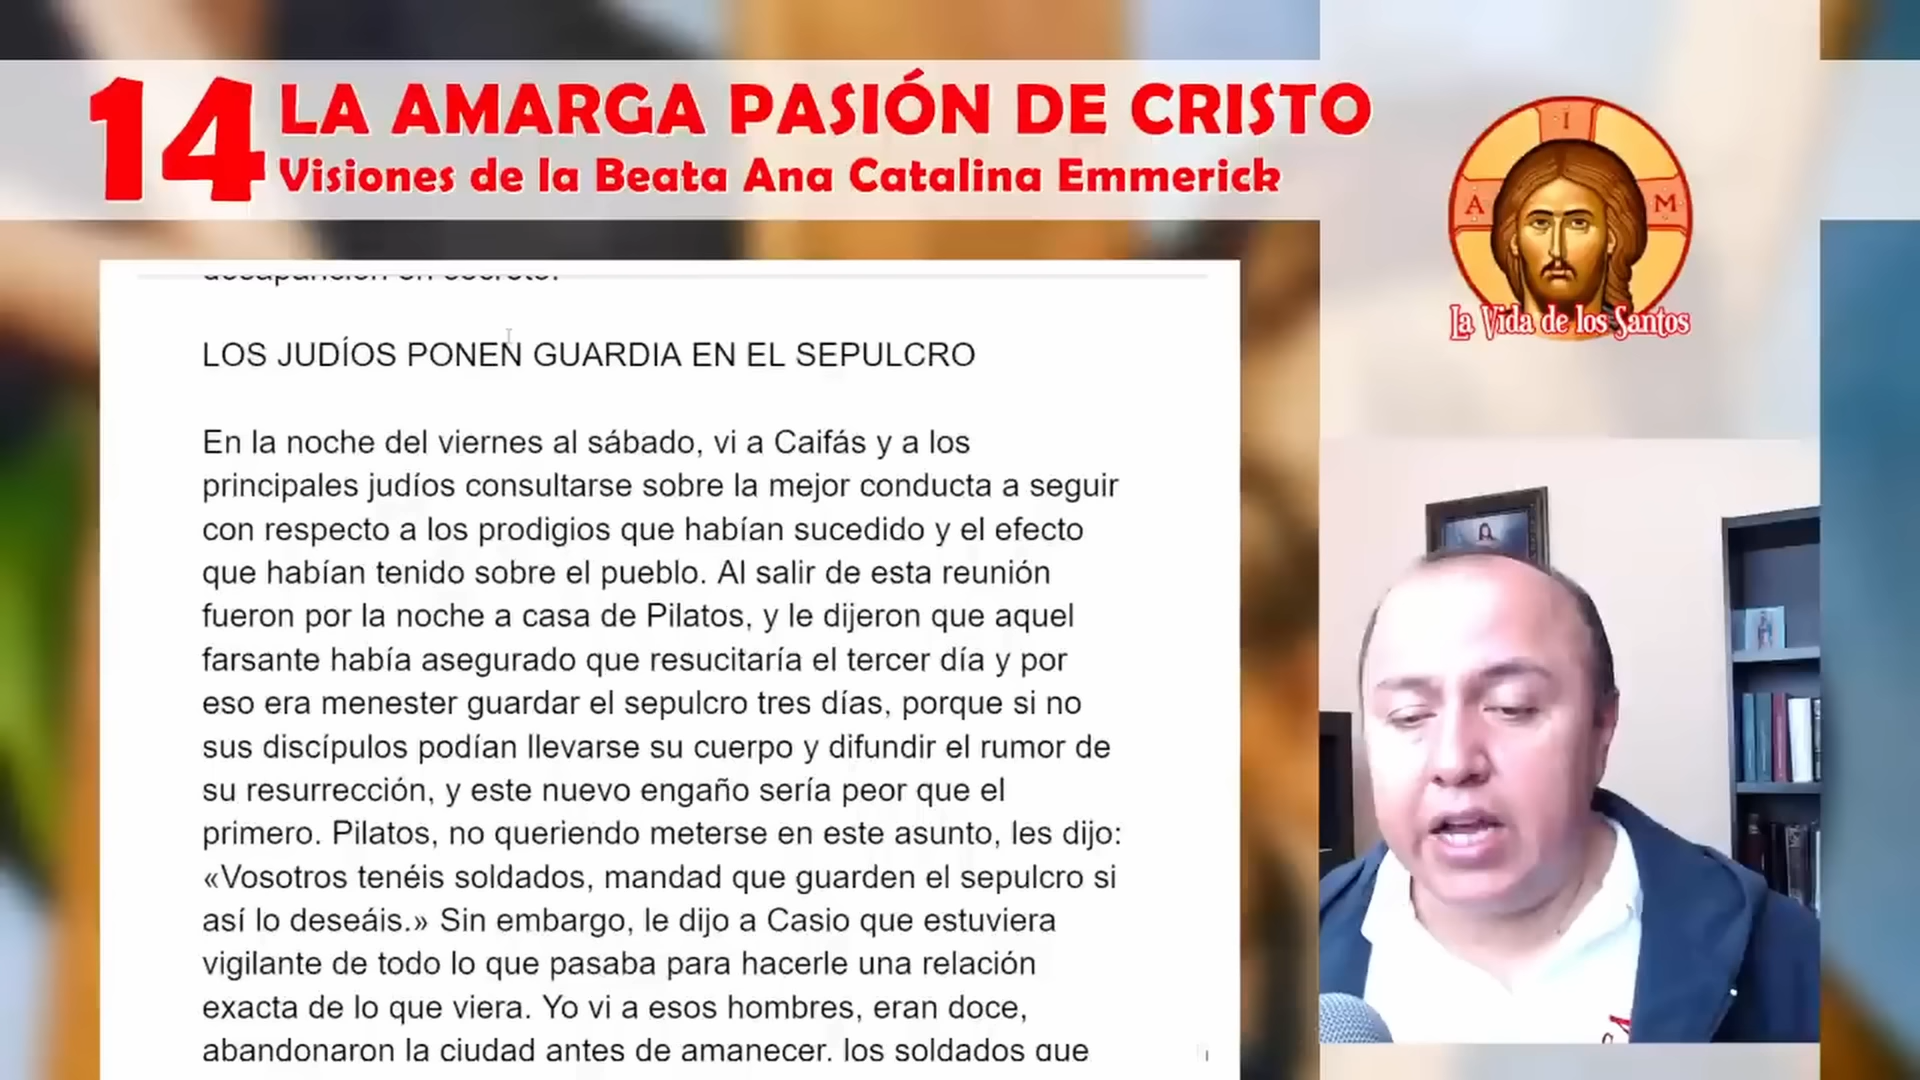 14
LA AMARGA PASIÓN DE CRISTO
Visiones de la Beata Ana Catalina Emmerick
I
A M
La Vida de los Santos
desaparición en secreto.
LOS JUDÍOS PONEN GUARDIA EN EL SEPULCRO
En la noche del viernes al sábado, vi a Caifás y a los
principales judíos consultarse sobre la mejor conducta a seguir
con respecto a los prodigios que habían sucedido y el efecto
que habían tenido sobre el pueblo. Al salir de esta reunión
fueron por la noche a casa de Pilatos, y le dijeron que aquel
farsante había asegurado que resucitaría el tercer día y por
eso era menester guardar el sepulcro tres días, porque si no
sus discípulos podían llevarse su cuerpo y difundir el rumor de
su resurrección, y este nuevo engaño sería peor que el
primero. Pilatos, no queriendo meterse en este asunto, les dijo:
«Vosotros tenéis soldados, mandad que guarden el sepulcro si
así lo deseáis.» Sin embargo, le dijo a Casio que estuviera
vigilante de todo lo que pasaba para hacerle una relación
exacta de lo que viera. Yo vi a esos hombres, eran doce,
abandonaron la ciudad antes de amanecer, los soldados que